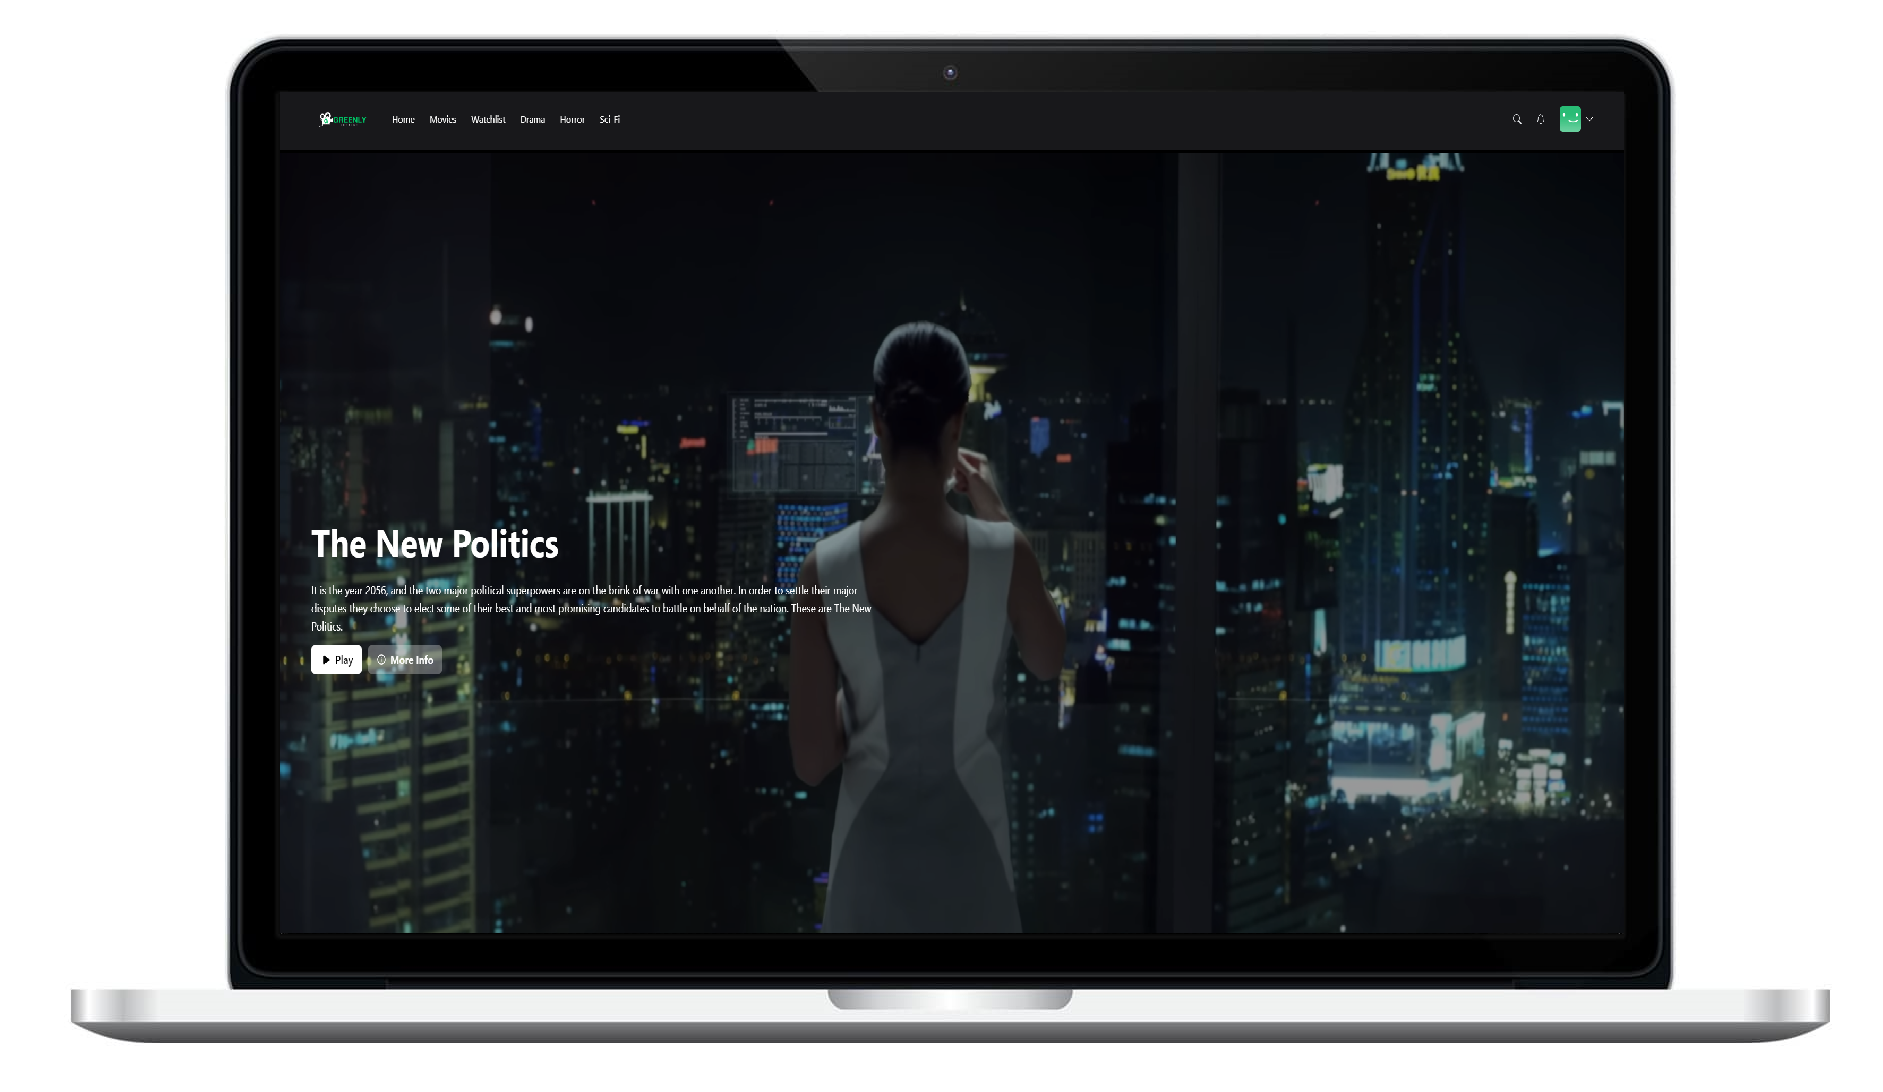 GREENLY
Home Movies Watchlist Drama Horror Sci-Fi
The New Politics
It is the year 2056, and the two major political superpowers are on the brink of war with one another. In order to settle their major
disputes they choose to elect some of their best and most promising candidates to battle on behalf of the nation. These are The New
Politics.
Play More Info